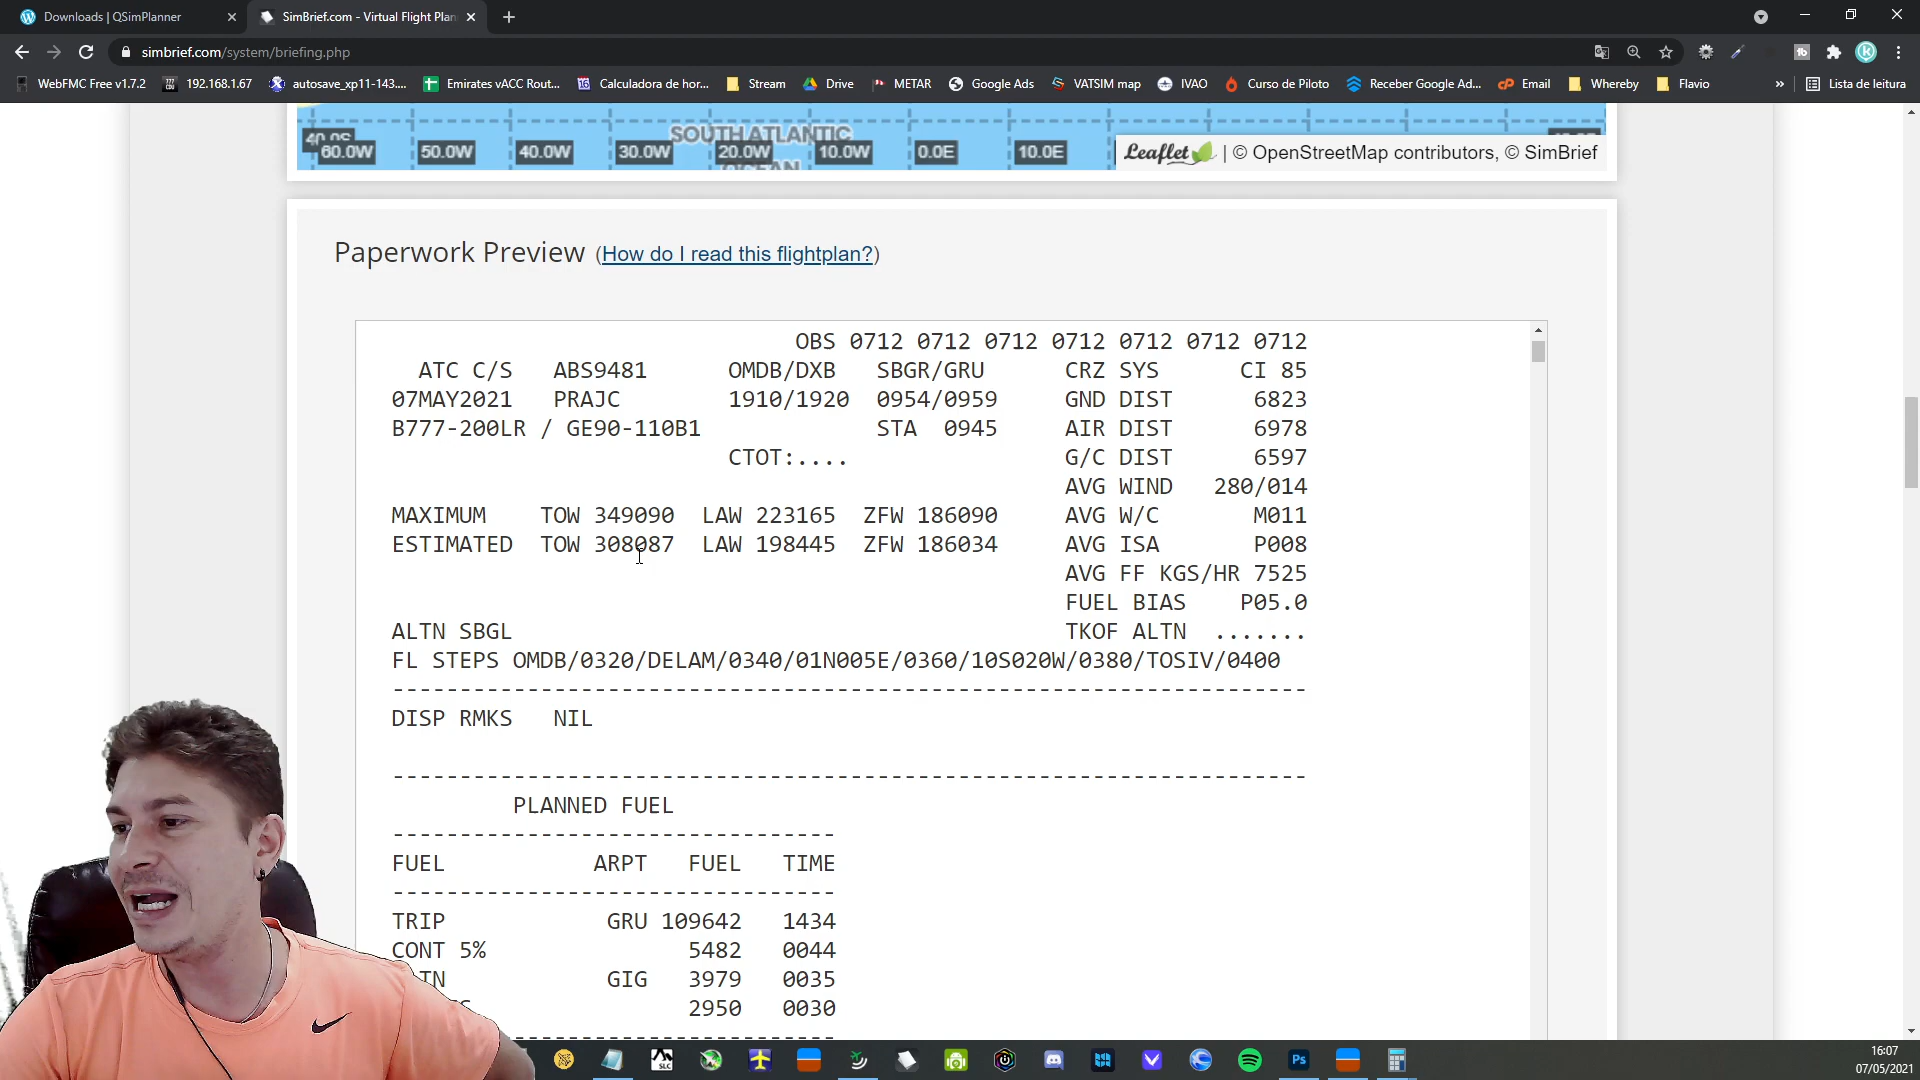 Downloads | QSimPlanner
SimBrief.com - Virtual Flight Plan
simbrief.com/system/briefing.php
WebFMC Free v1.7.2
192.168.1.67
autosave_xp11-143....
Emirates vACC Rout...
Calculadora de hor...
Stream
Drive
METAR
Google Ads
VATSIM map
IVAO
Curso de Piloto
Receber Google Ad...
Email
Whereby
Flavio
»
Lista de leitura
SOUTH ATLANTIC
OCEAN
40.0S
60.0W 50.0W 40.0W 30.0W 20.0W 10.0W 0.0E 10.0E
Leaflet | © OpenStreetMap contributors, © SimBrief
Paperwork Preview (How do I read this flightplan?)
OBS 0712 0712 0712 0712 0712 0712 0712
ATC C/S ABS9481 OMDB/DXB SBGR/GRU CRZ SYS CI 85
07MAY2021 PRAJC 1910/1920 0954/0959 GND DIST 6823
B777-200LR / GE90-110B1 STA 0945 AIR DIST 6978
CTOT:.... G/C DIST 6597
AVG WIND 280/014
MAXIMUM TOW 349090 LAW 223165 ZFW 186090 AVG W/C M011
ESTIMATED TOW 308087 LAW 198445 ZFW 186034 AVG ISA P008
AVG FF KGS/HR 7525
FUEL BIAS P05.0
ALTN SBGL TKOF ALTN .......
FL STEPS OMDB/0320/DELAM/0340/01N005E/0360/10S020W/0380/TOSIV/0400
--------------------------------------------------------------------
DISP RMKS NIL
--------------------------------------------------------------------
PLANNED FUEL
---------------------------------
FUEL ARPT FUEL TIME
---------------------------------
TRIP GRU 109642 1434
CONT 5% 5482 0044
GIG 3979 0035
2950 0030
16:07
07/05/2021